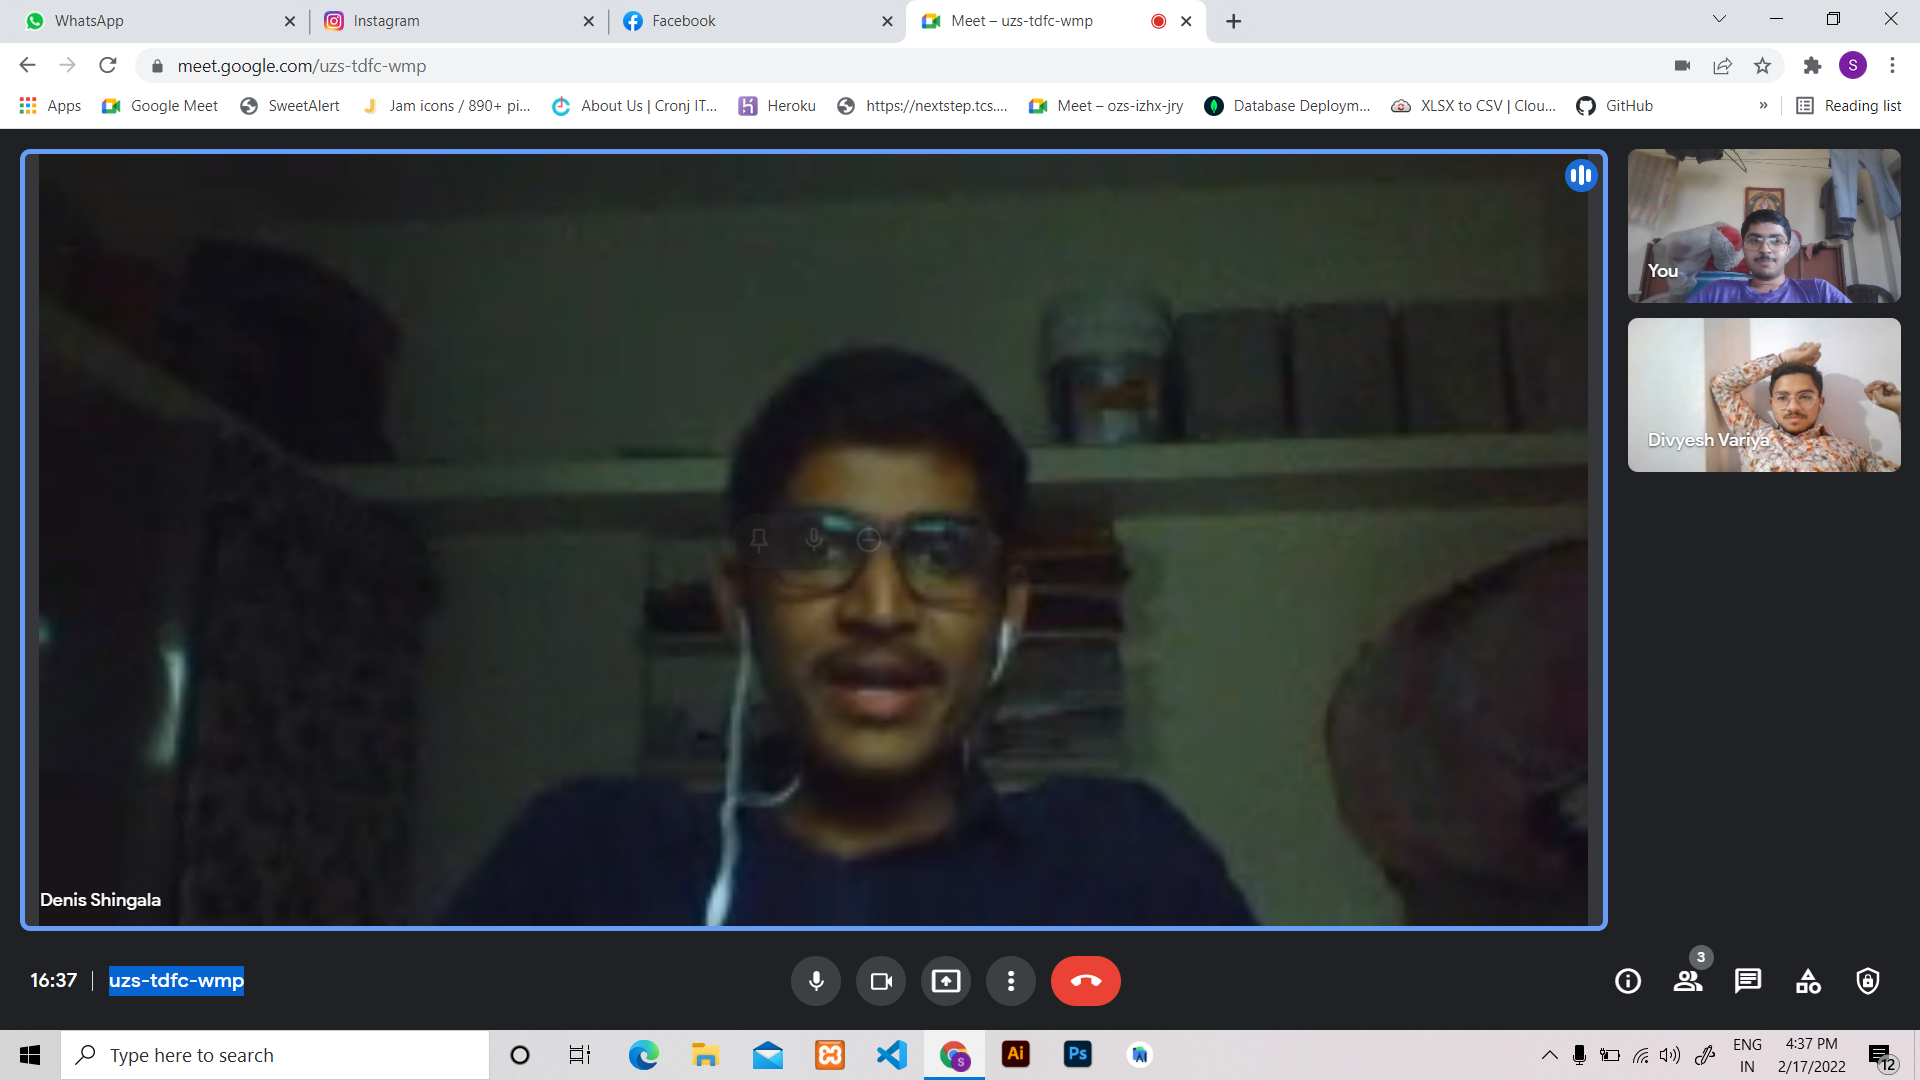 WhatsApp
Instagram
Facebook
Meet – uzs-tdfc-wmp
meet.google.com/uzs-tdfc-wmp
S
Apps
Google Meet
SweetAlert
Jam icons / 890+ pi...
About Us | Cronj IT...
Heroku
https://nextstep.tcs....
Meet – ozs-izhx-jry
Database Deploym...
XLSX to CSV | Clou...
GitHub
»
Reading list
You
Divyesh Variya
Denis Shingala
16:37
uzs-tdfc-wmp
3
Type here to search
S
Ai
Ps
ENG
IN
4:37 PM
2/17/2022
12